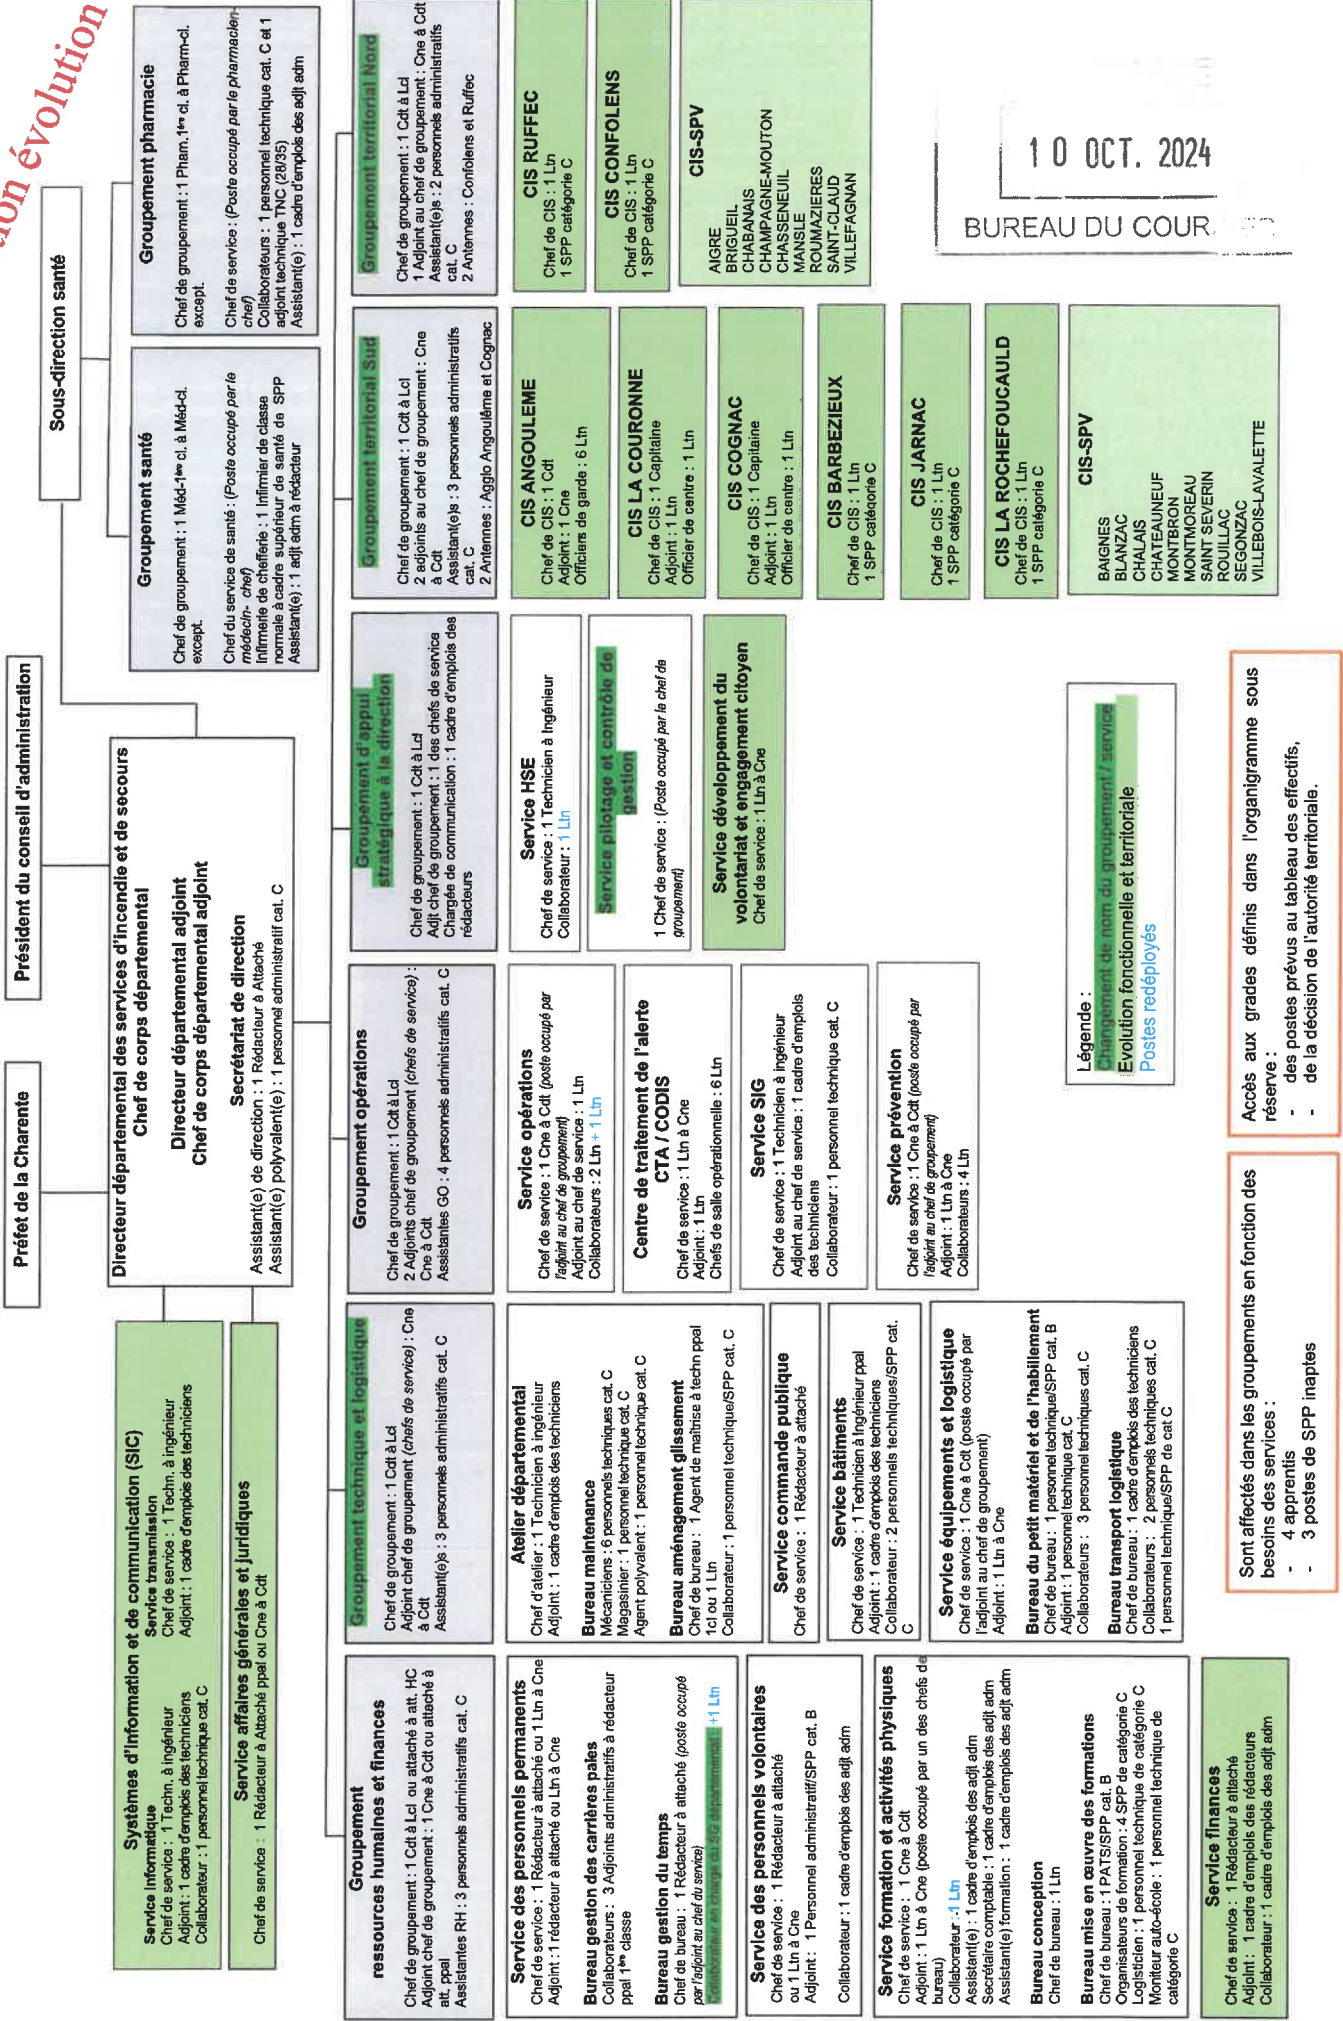 évolution
Préfet de la Charente
Président du conseil d'administration
Directeur départemental des services d'incendie et de secours
Chef de corps départemental
Directeur départemental adjoint
Chef de corps départemental adjoint
Secrétariat de direction
Assistant(e) de direction : 1 Rédacteur à Attaché
Assistant(e) polyvalent(e) : 1 personnel administratif cat. C
Systèmes d'Information et de communication (SIC)
Service Informatique
Chef de service : 1 Techn. à ingénieur
Adjoint : 1 cadre d'emplois des techniciens
Collaborateur : 1 personnel technique cat. C
Service transmission
Chef de service : 1 Techn. à ingénieur
Adjoint : 1 cadre d'emplois des techniciens
Service affaires générales et juridiques
Chef de service : 1 Rédacteur à Attaché ppal ou Cne à Cdt
Sous-direction santé
Groupement santé
Chef de groupement : 1 Méd-1ère cl. à Méd-cl.
except.
Chef du service de santé : (Poste occupé par le
médecin- chef)
Infirmerie de chefferie : 1 Infirmier de classe
normale à cadre supérieur de santé de SPP
Assistant(e) : 1 adjt adm à rédacteur
Groupement pharmacie
Chef de groupement : 1 Pharm.1ère cl. à Pharm-cl.
except.
Chef de service : (Poste occupé par le pharmacien-
chef)
Collaborateurs : 1 personnel technique cat. C et 1
adjoint technique TNC (28/35)
Assistant(e) : 1 cadre d'emplois des adjt adm
Groupement
ressources humaines et finances
Chef de groupement : 1 Cdt à Lcl ou attaché à att. HC
Adjoint chef de groupement : 1 Cne à Cdt ou attaché à
att. ppal
Assistantes RH : 3 personnels administratifs cat. C
Service des personnels permanents
Chef de service : 1 Rédacteur à attaché ou 1 Ltn à Cne
Adjoint : 1 rédacteur à attaché ou Ltn à Cne
Bureau gestion des carrières paies
Collaborateurs : 3 Adjoints administratifs à rédacteur
ppal 1ère classe
Bureau gestion du temps
Chef de bureau : 1 Rédacteur à attaché (poste occupé
par l'adjoint au chef du service)
Collaborateur en charge du SG départemental : +1 Ltn
Service des personnels volontaires
Chef de service : 1 Rédacteur à attaché
ou 1 Ltn à Cne
Adjoint : 1 Personnel administratif/SPP cat. B
Collaborateur : 1 cadre d'emplois des adjt adm
Service formation et activités physiques
Chef de service : 1 Cne à Cdt
Adjoint : 1 Ltn à Cne (poste occupé par un des chefs de
bureau)
Collaborateur :-1 Ltn
Assistant(e) : 1 cadre d'emplois des adjt adm
Secrétaire comptable : 1 cadre d'emplois des adjt adm
Assistant(e) formation : 1 cadre d'emplois des adjt adm
Bureau conception
Chef de bureau : 1 Ltn
Bureau mise en œuvre des formations
Chef de bureau : 1 PATS/SPP cat. B
Organisateurs de formation : 4 SPP de catégorie C
Logisticien : 1 personnel technique de catégorie C
Moniteur auto-école : 1 personnel technique de
catégorie C
Service finances
Chef de service : 1 Rédacteur à attaché
Adjoint : 1 cadre d'emplois des rédacteurs
Collaborateur : 1 cadre d'emplois des adjt adm
Groupement technique et logistique
Chef de groupement : 1 Cdt à Lcl
Adjoint chef de groupement (chefs de service) : Cne
à Cdt
Assistant(e)s : 3 personnels administratifs cat. C
Atelier départemental
Chef d'atelier : 1 Technicien à ingénieur
Adjoint : 1 cadre d'emplois des techniciens
Bureau maintenance
Mécaniciens : 6 personnels techniques cat. C
Magasinier : 1 personnel technique cat. C
Agent polyvalent : 1 personnel technique cat. C
Bureau aménagement glissement
Chef de bureau : 1 Agent de maîtrise à techn ppal
1cl ou 1 Ltn
Collaborateur : 1 personnel technique/SPP cat. C
Service commande publique
Chef de service : 1 Rédacteur à attaché
Service bâtiments
Chef de service : 1 Technicien à Ingénieur ppal
Adjoint : 1 cadre d'emplois des techniciens
Collaborateur : 2 personnels techniques/SPP cat.
C
Service équipements et logistique
Chef de service : 1 Cne à Cdt (poste occupé par
l'adjoint au chef de groupement)
Adjoint : 1 Ltn à Cne
Bureau du petit matériel et de l'habillement
Chef de bureau : 1 personnel technique/SPP cat. B
Adjoint : 1 personnel technique cat. C
Collaborateurs : 3 personnel techniques cat. C
Bureau transport logistique
Chef de bureau : 1 cadre d'emplois des techniciens
Collaborateurs : 2 personnels techniques cat. C
1 personnel technique/SPP de cat C
Groupement opérations
Chef de groupement : 1 Cdt à Lcl
2 Adjoints chef de groupement (chefs de service) :
Cne à Cdt
Assistantes GO : 4 personnels administratifs cat. C
Service opérations
Chef de service : 1 Cne à Cdt (poste occupé par
l'adjoint au chef de groupement)
Adjoint au chef de service : 1 Ltn
Collaborateurs : 2 Ltn + 1 Ltn
Centre de traitement de l'alerte
CTA / CODIS
Chef de service : 1 Ltn à Cne
Adjoint : 1 Ltn
Chefs de salle opérationnelle : 6 Ltn
Service SIG
Chef de service : 1 Technicien à ingénieur
Adjoint au chef de service : 1 cadre d'emplois
des techniciens
Collaborateur : 1 personnel technique cat. C
Service prévention
Chef de service : 1 Cne à Cdt (poste occupé par
l'adjoint au chef de groupement)
Adjoint : 1 Ltn à Cne
Collaborateurs : 4 Ltn
Groupement d'appui
stratégique à la direction
Chef de groupement : 1 Cdt à Lcl
Adjt chef de groupement : 1 des chefs de service
Chargée de communication : 1 cadre d'emplois des
rédacteurs
Service HSE
Chef de service : 1 Technicien à Ingénieur
Collaborateur : 1 Ltn
Service pilotage et contrôle de
gestion
1 Chef de service : (Poste occupé par le chef de
groupement)
Service développement du
volontariat et engagement citoyen
Chef de service : 1 Ltn à Cne
Groupement territorial Sud
Chef de groupement : 1 Cdt à Lcl
2 adjoints au chef de groupement : Cne
à Cdt
Assistant(e)s : 3 personnels administratifs
cat. C
2 Antennes : Agglo Angoulême et Cognac
CIS ANGOULEME
Chef de CIS : 1 Cdt
Adjoint : 1 Cne
Officiers de garde : 6 Ltn
CIS LA COURONNE
Chef de CIS : 1 Capitaine
Adjoint : 1 Ltn
Officier de centre : 1 Ltn
CIS COGNAC
Chef de CIS : 1 Capitaine
Adjoint : 1 Ltn
Officier de centre : 1 Ltn
CIS BARBEZIEUX
Chef de CIS : 1 Ltn
1 SPP catégorie C
CIS JARNAC
Chef de CIS : 1 Ltn
1 SPP catégorie C
CIS LA ROCHEFOUCAULD
Chef de CIS : 1 Ltn
1 SPP catégorie C
CIS-SPV
BAIGNES
BLANZAC
CHALAIS
CHATEAUNEUF
MONTBRON
MONTMOREAU
SAINT SEVERIN
ROUILLAC
SEGONZAC
VILLEBOIS-LAVALETTE
Groupement territorial Nord
Chef de groupement : 1 Cdt à Lcl
1 Adjoint au chef de groupement : Cne à Cdt
Assistant(e)s : 2 personnels administratifs
cat. C
2 Antennes : Confolens et Ruffec
CIS RUFFEC
Chef de CIS : 1 Ltn
1 SPP catégorie C
CIS CONFOLENS
Chef de CIS : 1 Ltn
1 SPP catégorie C
CIS-SPV
AIGRE
BRIGUEIL
CHABANAIS
CHAMPAGNE-MOUTON
CHASSENEUIL
MANSLE
ROUMAZIERES
SAINT-CLAUD
VILLEFAGNAN
Légende :
Changement de nom du groupement / service
Evolution fonctionnelle et territoriale
Postes redéployés
Sont affectés dans les groupements en fonction des
besoins des services :
- 4 apprentis
- 3 postes de SPP inaptes
Accès aux grades définis dans l'organigramme sous
réserve :
- des postes prévus au tableau des effectifs,
- de la décision de l'autorité territoriale.
10 OCT. 2024
BUREAU DU COUR